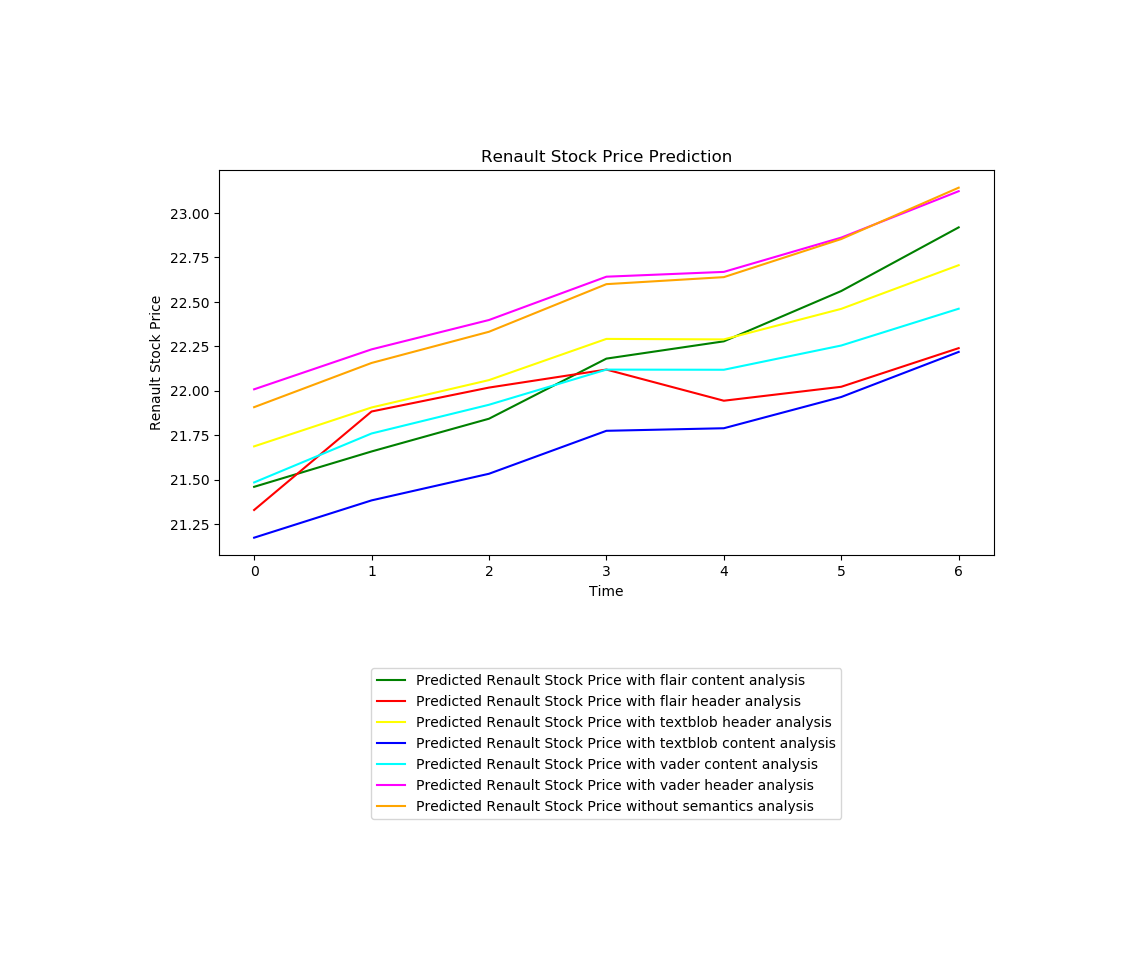 Renault Stock Price Prediction
Renault Stock Price
23.00
22.75
22.50
22.25
22.00
21.75
21.50
21.25
0 1 2 3 4 5 6
Time
Predicted Renault Stock Price with flair content analysis
Predicted Renault Stock Price with flair header analysis
Predicted Renault Stock Price with textblob header analysis
Predicted Renault Stock Price with textblob content analysis
Predicted Renault Stock Price with vader content analysis
Predicted Renault Stock Price with vader header analysis
Predicted Renault Stock Price without semantics analysis